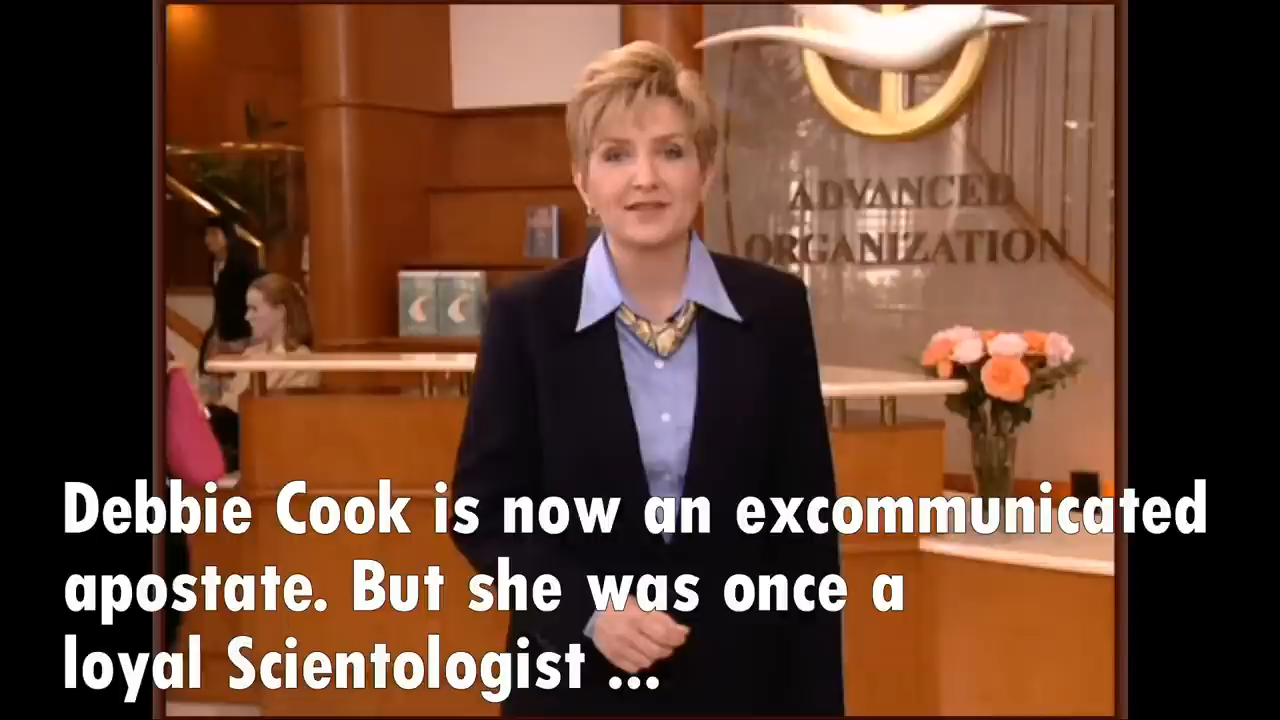 ADVANCED
ORGANIZATION
Debbie Cook is now an excommunicated
apostate. But she was once a
loyal Scientologist ...